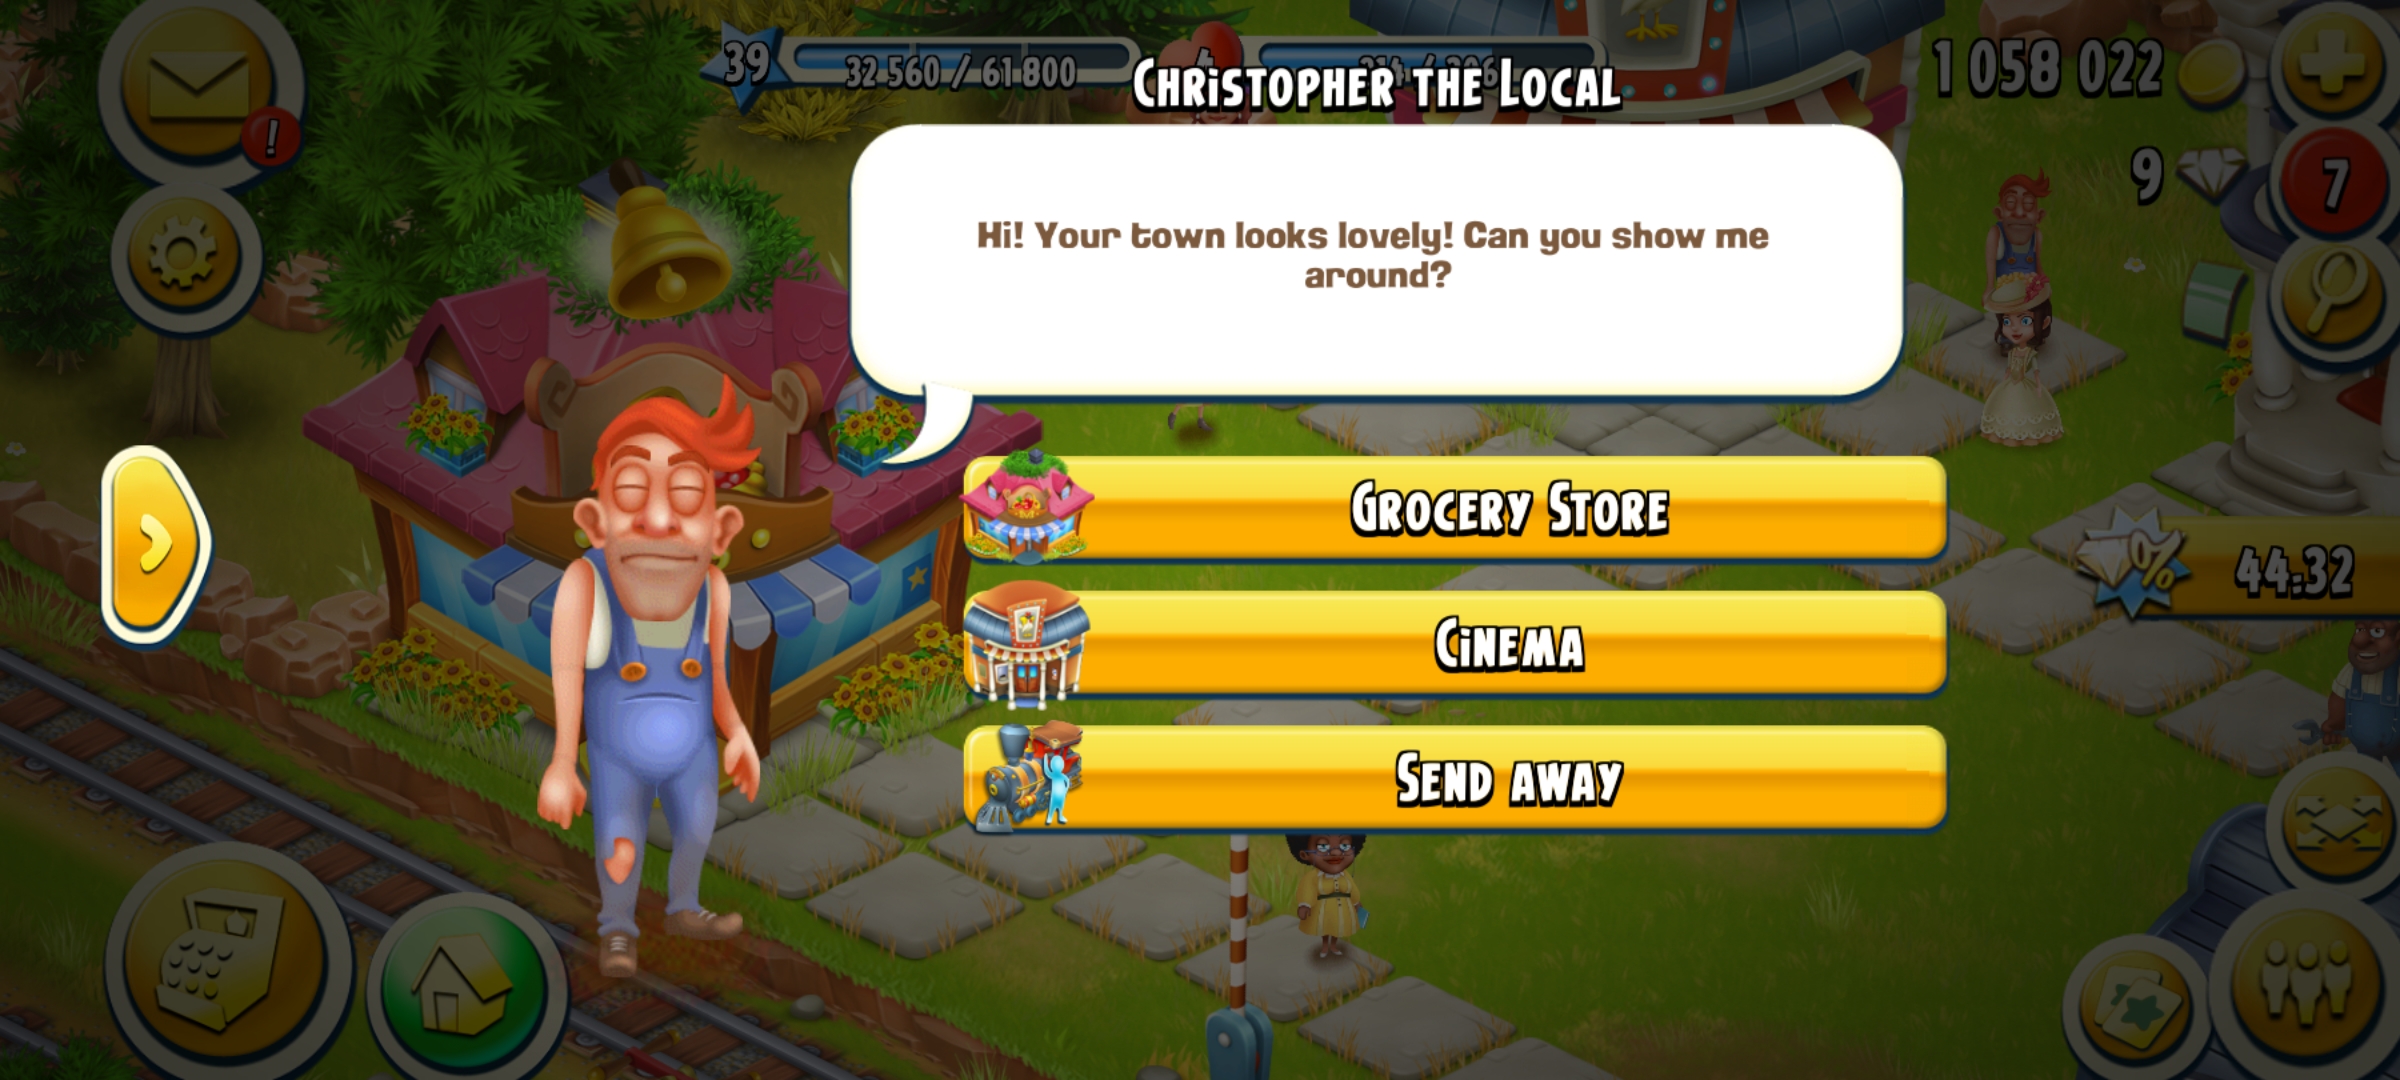 39
32 560 / 61 800
1 058 022
CHRISTOPHER THE LOCAL
!
9
7
Hi! Your town looks lovely! Can you show me
around?
GROCERY STORE
%
44:32
CINEMA
SEND AWAY